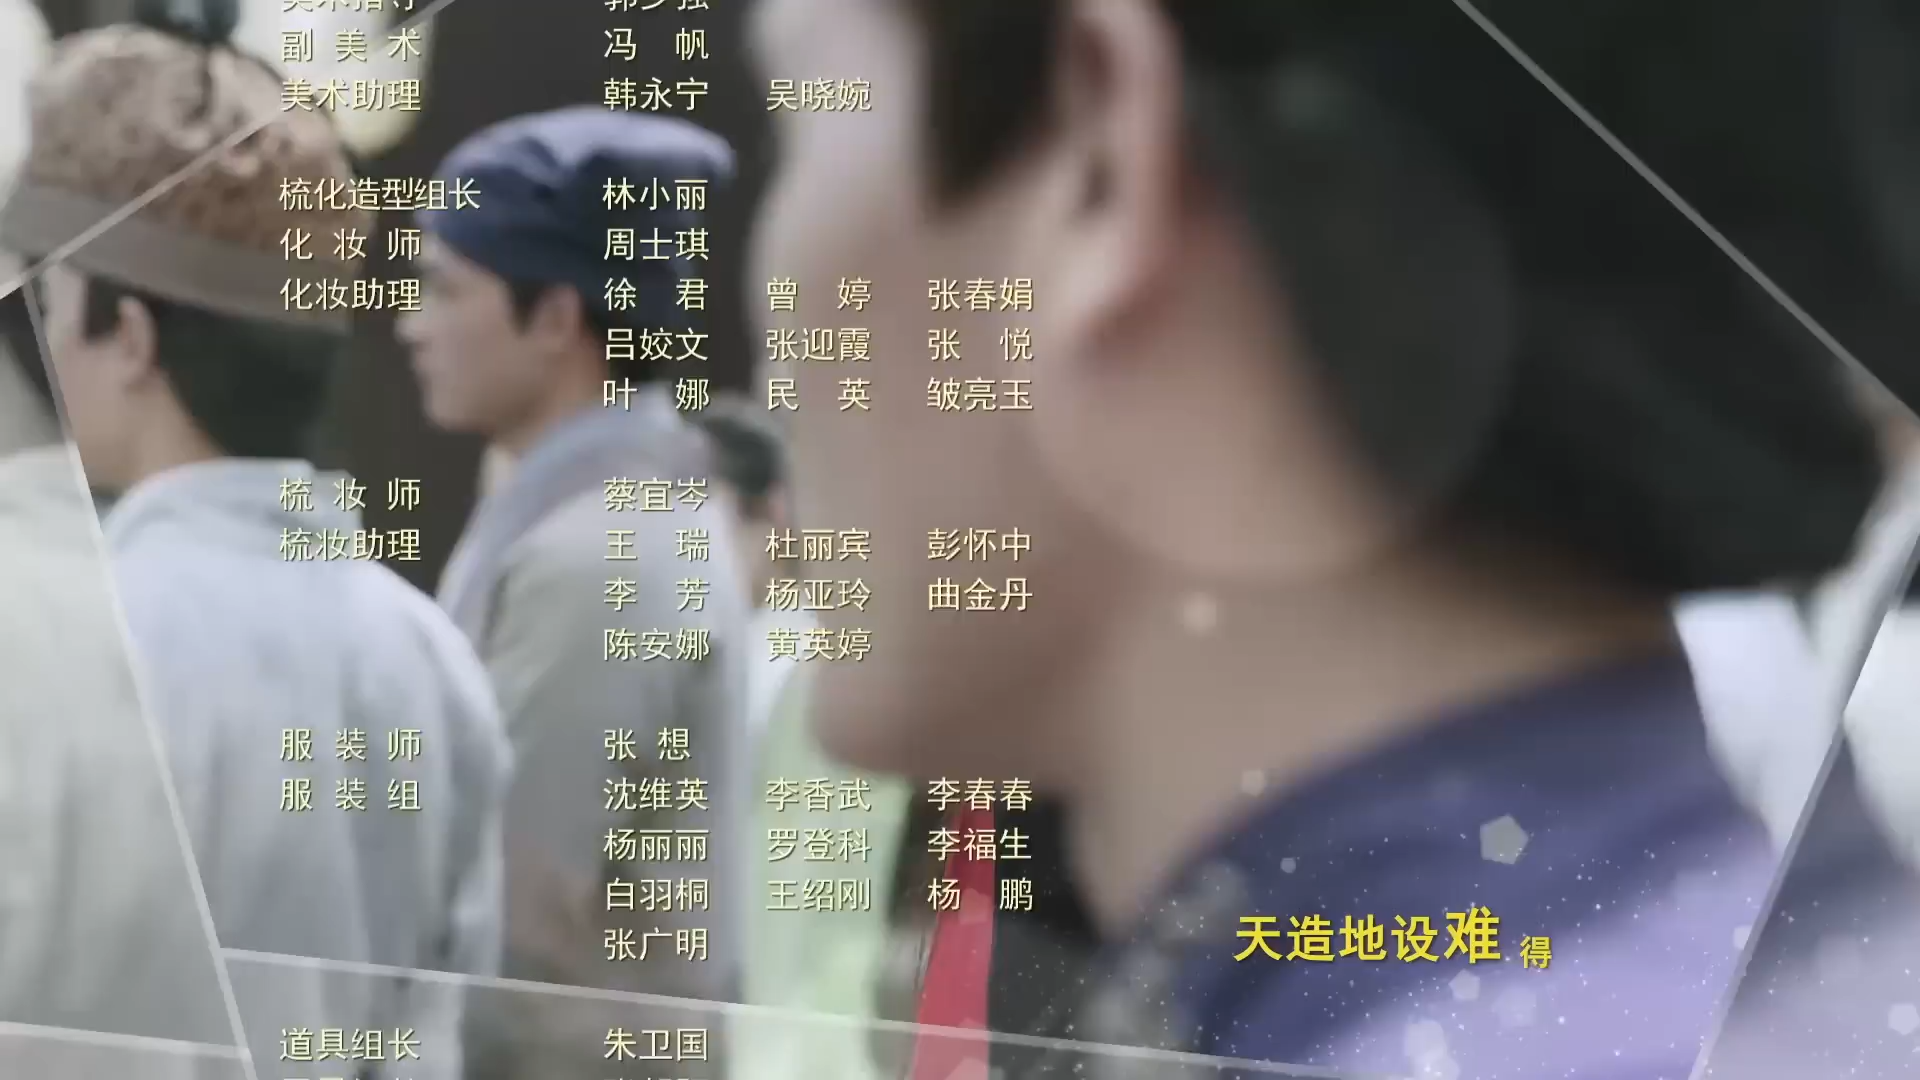 副美术 冯帆
美术助理 韩永宁 吴晓婉
梳化造型组长 林小丽
化妆师 周士琪
化妆助理 徐君 曾婷 张春娟
吕姣文 张迎霞 张悦
叶娜 民英 皱亮玉
梳妆师 蔡宜岑
梳妆助理 王瑞 杜丽宾 彭怀中
李芳 杨亚玲 曲金丹
陈安娜 黄英婷
服装师 张想
服装组 沈维英 李香武 李春春
杨丽丽 罗登科 李福生
白羽桐 王绍刚 杨鹏
张广明
天造地设难得
道具组长 朱卫国